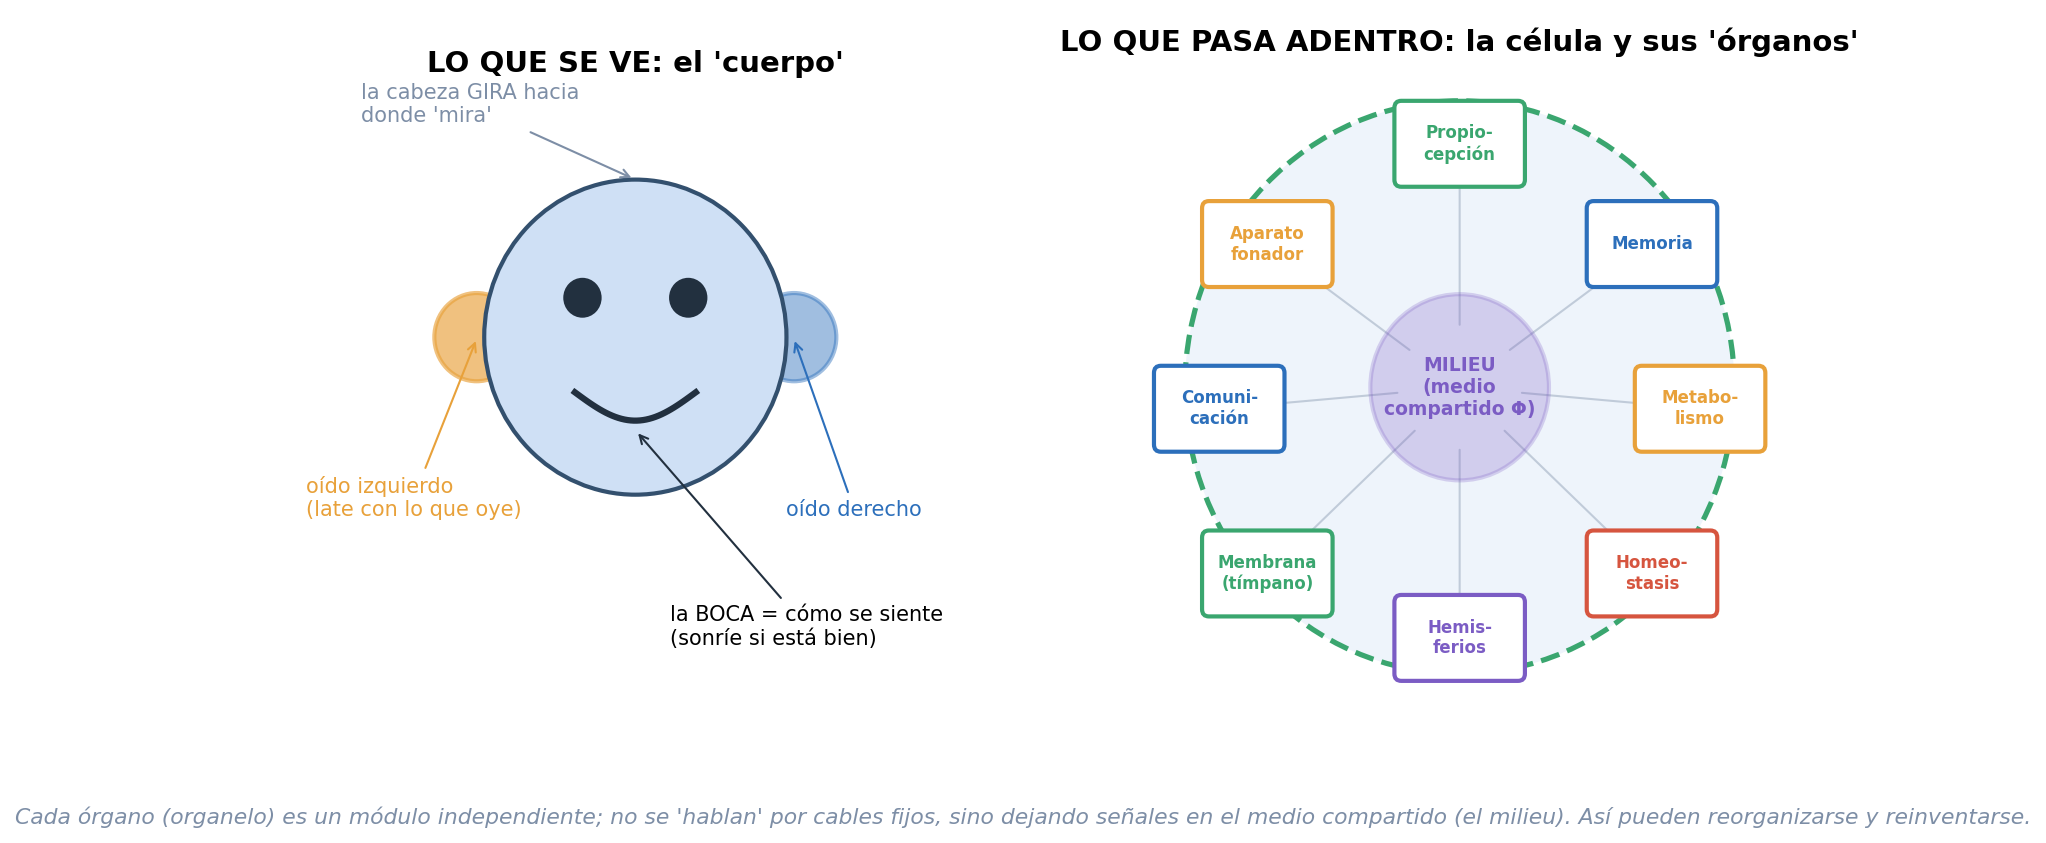 LO QUE SE VE: el 'cuerpo'
la cabeza GIRA hacia
donde 'mira'
oído izquierdo
(late con lo que oye)
oído derecho
la BOCA = cómo se siente
(sonríe si está bien)
LO QUE PASA ADENTRO: la célula y sus 'órganos'
Propio-
cepción
Aparato
fonador
Memoria
Comuni-
cación
MILIEU
(medio
compartido Φ)
Metabo-
lismo
Membrana
(tímpano)
Homeo-
stasis
Hemis-
ferios
Cada órgano (organelo) es un módulo independiente; no se 'hablan' por cables fijos, sino dejando señales en el medio compartido (el milieu). Así pueden reorganizarse y reinventarse.